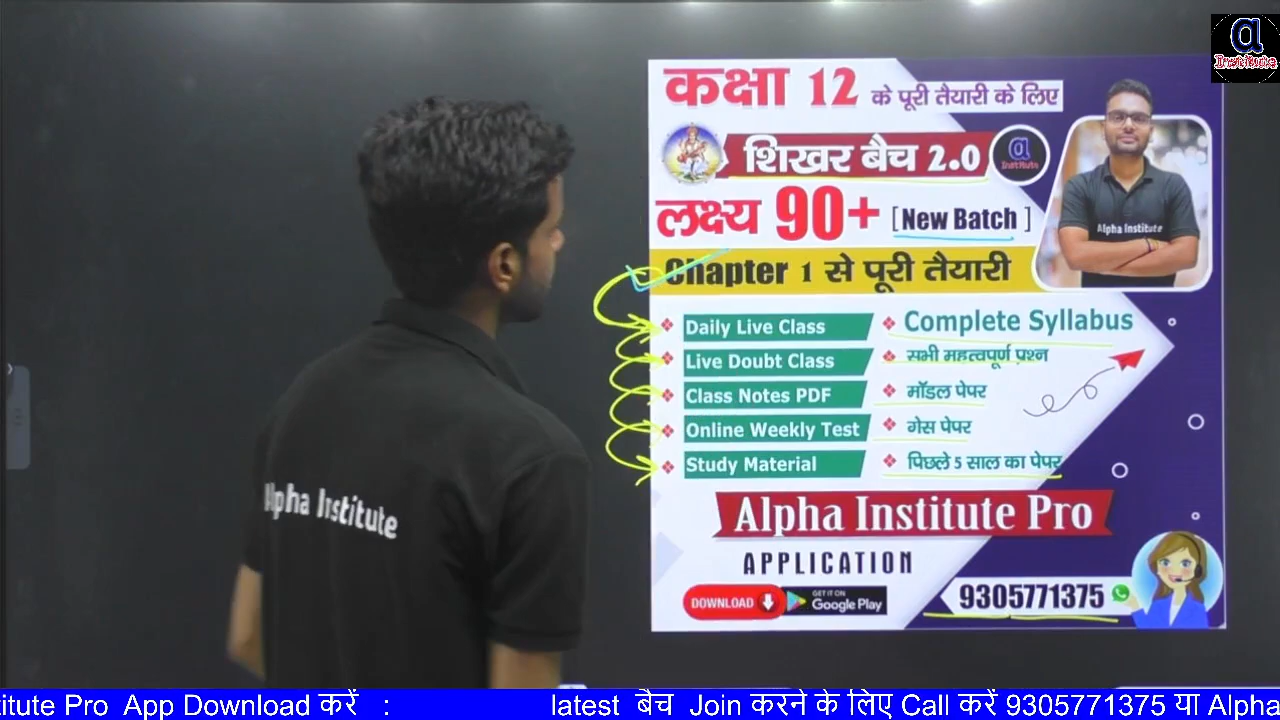 α
Institute
कक्षा 12 के पूरी तैयारी के लिए
शिखर बैच 2.0
α
Institute
लक्ष्य 90+ [New Batch]
Alpha Institute
Chapter 1 से पूरी तैयारी
Daily Live Class
Live Doubt Class
Class Notes PDF
Online Weekly Test
Study Material
Complete Syllabus
सभी महत्वपूर्ण प्रश्न
मॉडल पेपर
गेस पेपर
पिछले 5 साल का पेपर
Alpha Institute
Alpha Institute Pro
APPLICATION
DOWNLOAD
GET IT ON
Google Play
9305771375
titute Pro App Download करें : latest बैच Join करने के लिए Call करें 9305771375 या Alpha